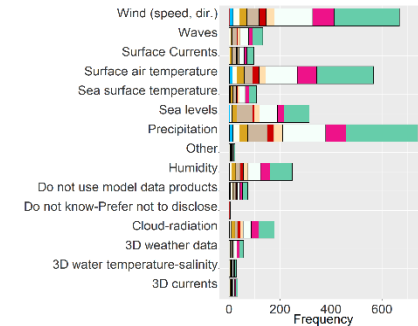 Wind (speed, dir.)
Waves
Surface Currents.
Surface air temperature
Sea surface temperature.
Sea levels
Precipitation
Other.
Humidity
Do not use model data products
Do not know-Prefer not to disclose.
Cloud-radiation
3D weather data
3D water temperature-salinity.
3D currents
0 200 400 600
Frequency